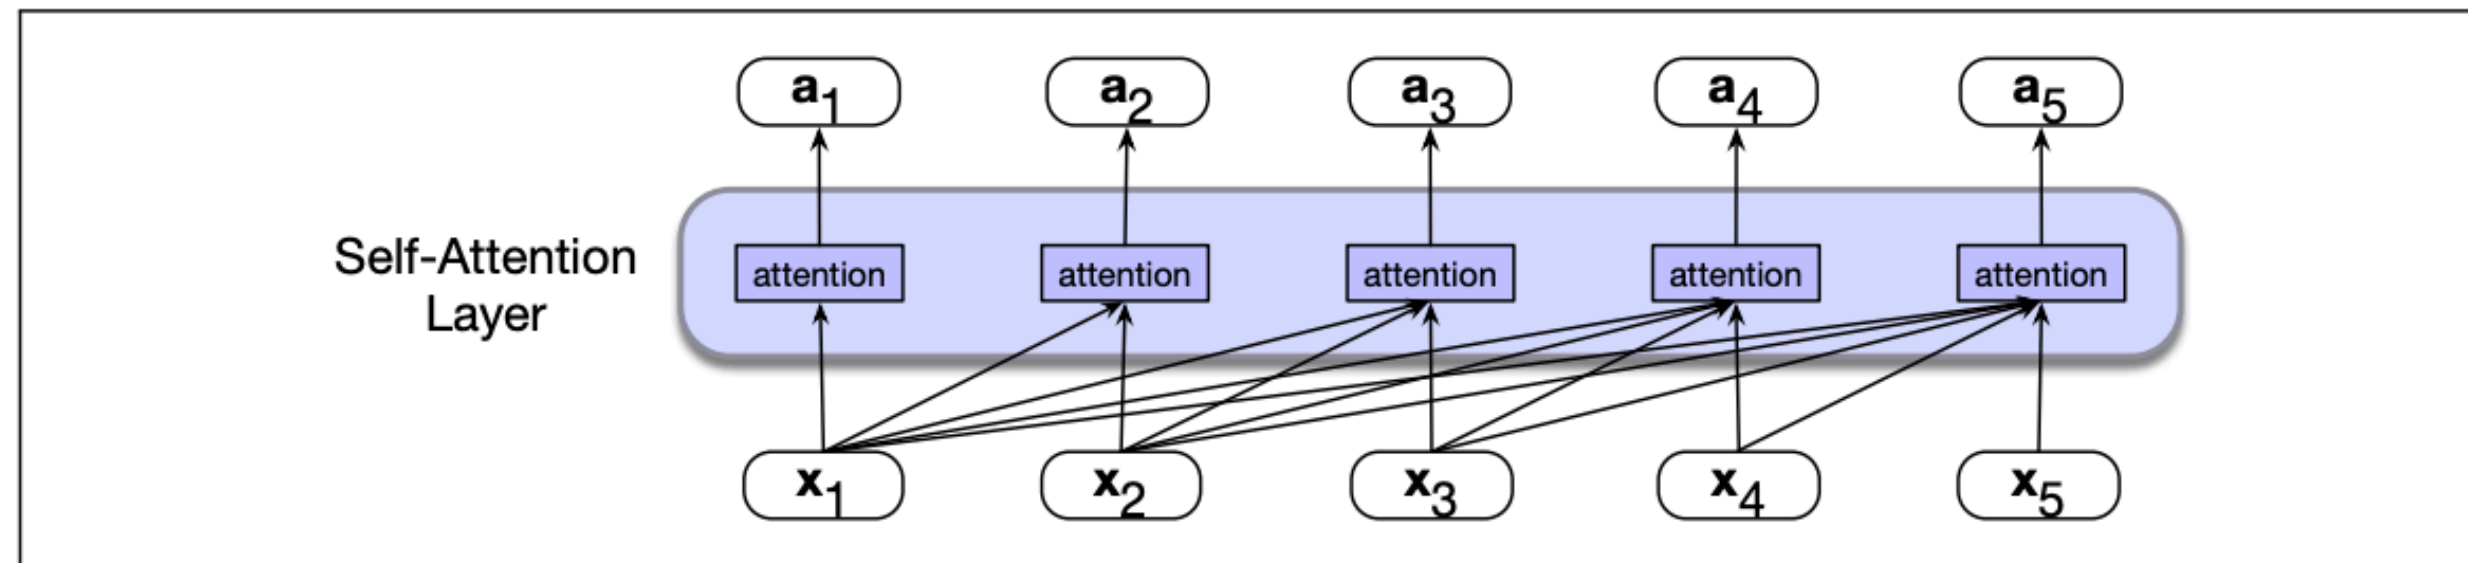 a1 a2 a3 a4 a5
Self-Attention
Layer
attention attention attention attention attention
x1 x2 x3 x4 x5